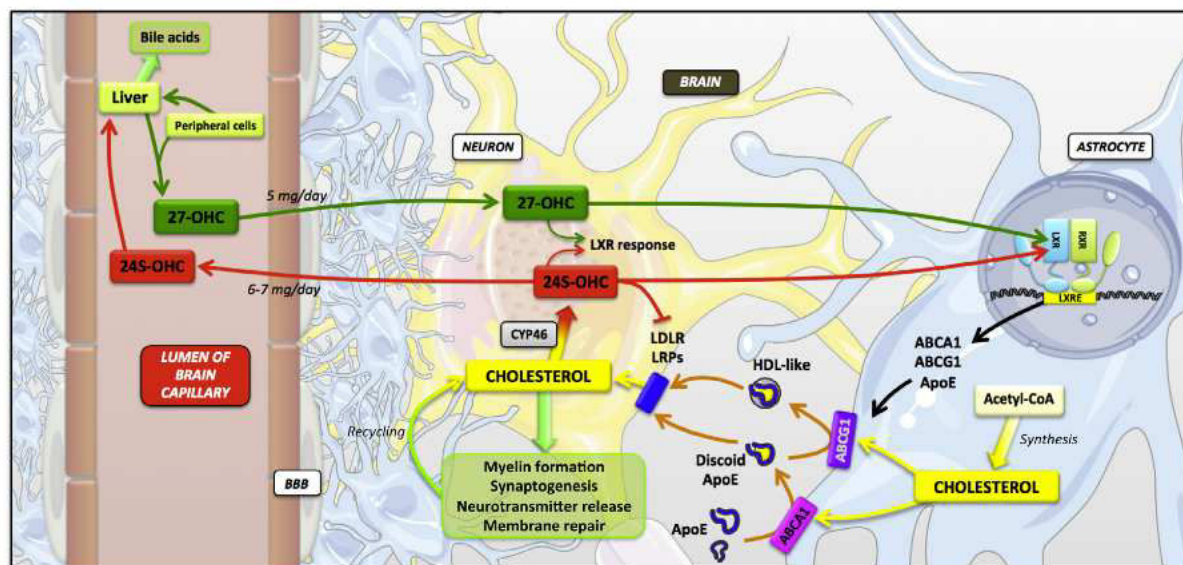 Bile acids
Liver
Peripheral cells
27-OHC
24S-OHC
5 mg/day
6-7 mg/day
LUMEN OF
BRAIN
CAPILLARY
BBB
BRAIN
NEURON
27-OHC
LXR response
24S-OHC
CYP46
CHOLESTEROL
Recycling
Myelin formation
Synaptogenesis
Neurotransmitter release
Membrane repair
LDLR
LRPs
HDL-like
Discoid
ApoE
ApoE
ABCG1
ABCA1
ASTROCYTE
LXR
RXR
LXRE
ABCA1
ABCG1
ApoE
Acetyl-CoA
Synthesis
CHOLESTEROL